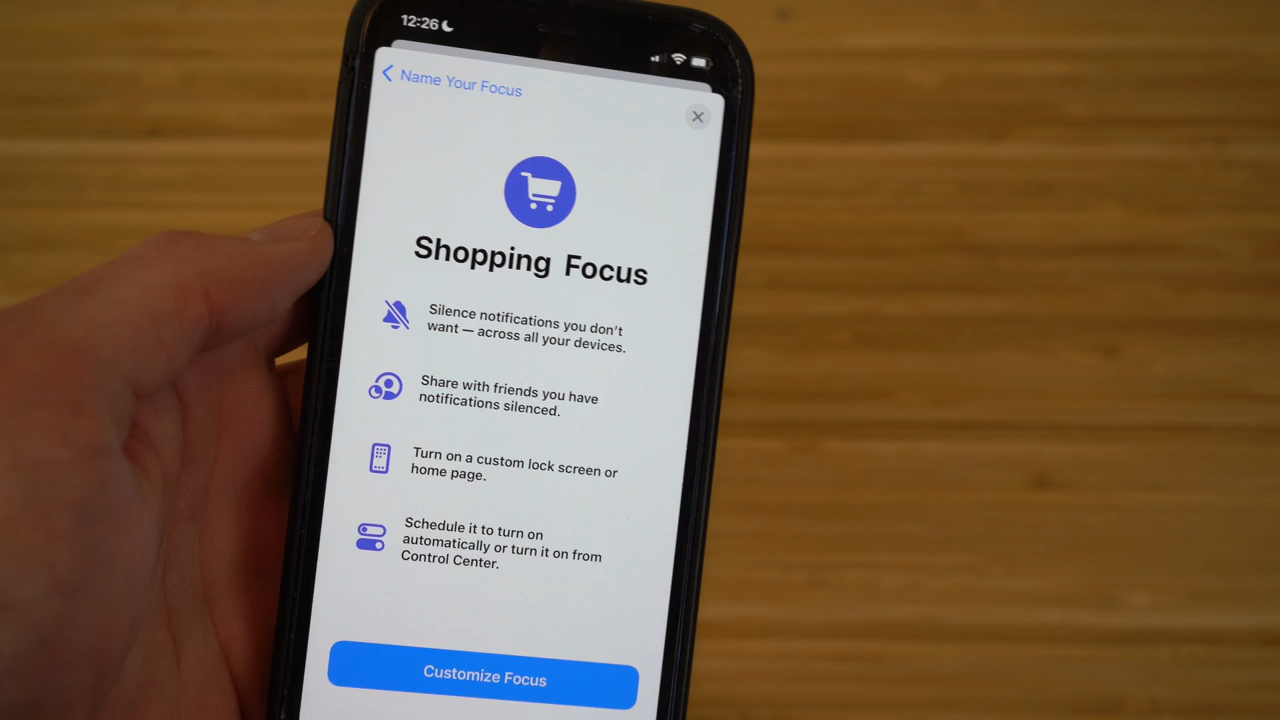 12:26
Name Your Focus
Shopping Focus
Silence notifications you don't
want — across all your devices.
Share with friends you have
notifications silenced.
Turn on a custom lock screen or
home page.
Schedule it to turn on
automatically or turn it on from
Control Center.
Customize Focus